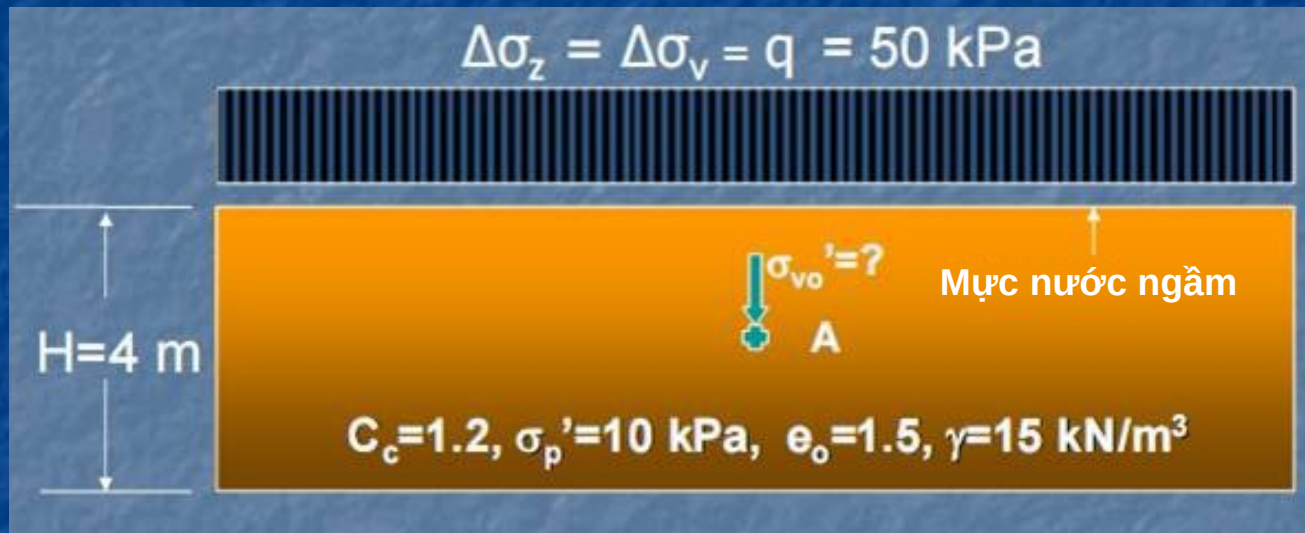 Δσz = Δσv = q = 50 kPa
σvo’=?
Mực nước ngầm
A
H=4 m
Cc=1.2, σp’=10 kPa, eo=1.5, γ=15 kN/m³